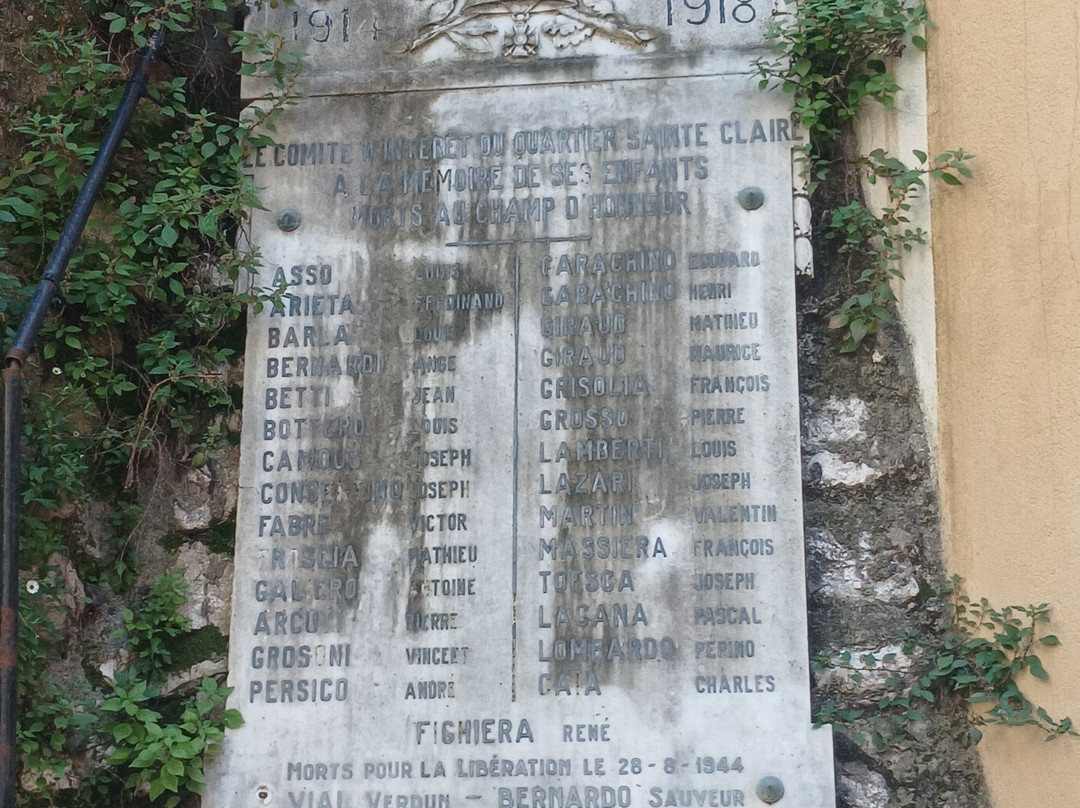 1914 1918
LE COMITE D'INTERET DU QUARTIER SAINTE CLAIRE
A LA MEMOIRE DE SES ENFANTS
MORTS AU CHAMP D'HONNEUR
ASSO LOUIS
ARIETA FERDINAND
BARLA LOUIS
BERNARDI ANGE
BETTI JEAN
BOTTERO LOUIS
CAMOUS JOSEPH
JOSEPH
FABRE VICTOR
MATHIEU
ANTOINE
PIERRE
GROSONI VINCENT
PERSICO ANDRE
GARACHINO EDOUARD
GARACHINO HENRI
GIRAUD MATHIEU
GIRAUD MAURICE
GRISOLIA FRANÇOIS
GROSSO PIERRE
LAMBERTI LOUIS
LAZARI JOSEPH
MARTIN VALENTIN
MASSIERA FRANÇOIS
TOESCA JOSEPH
LAGANA PASCAL
LOMBARDO PEPINO
CAIA CHARLES
FIGHIERA RENÉ
MORTS POUR LA LIBÉRATION LE 28-8-1944
VIAL VERDUN - BERNARDO SAUVEUR